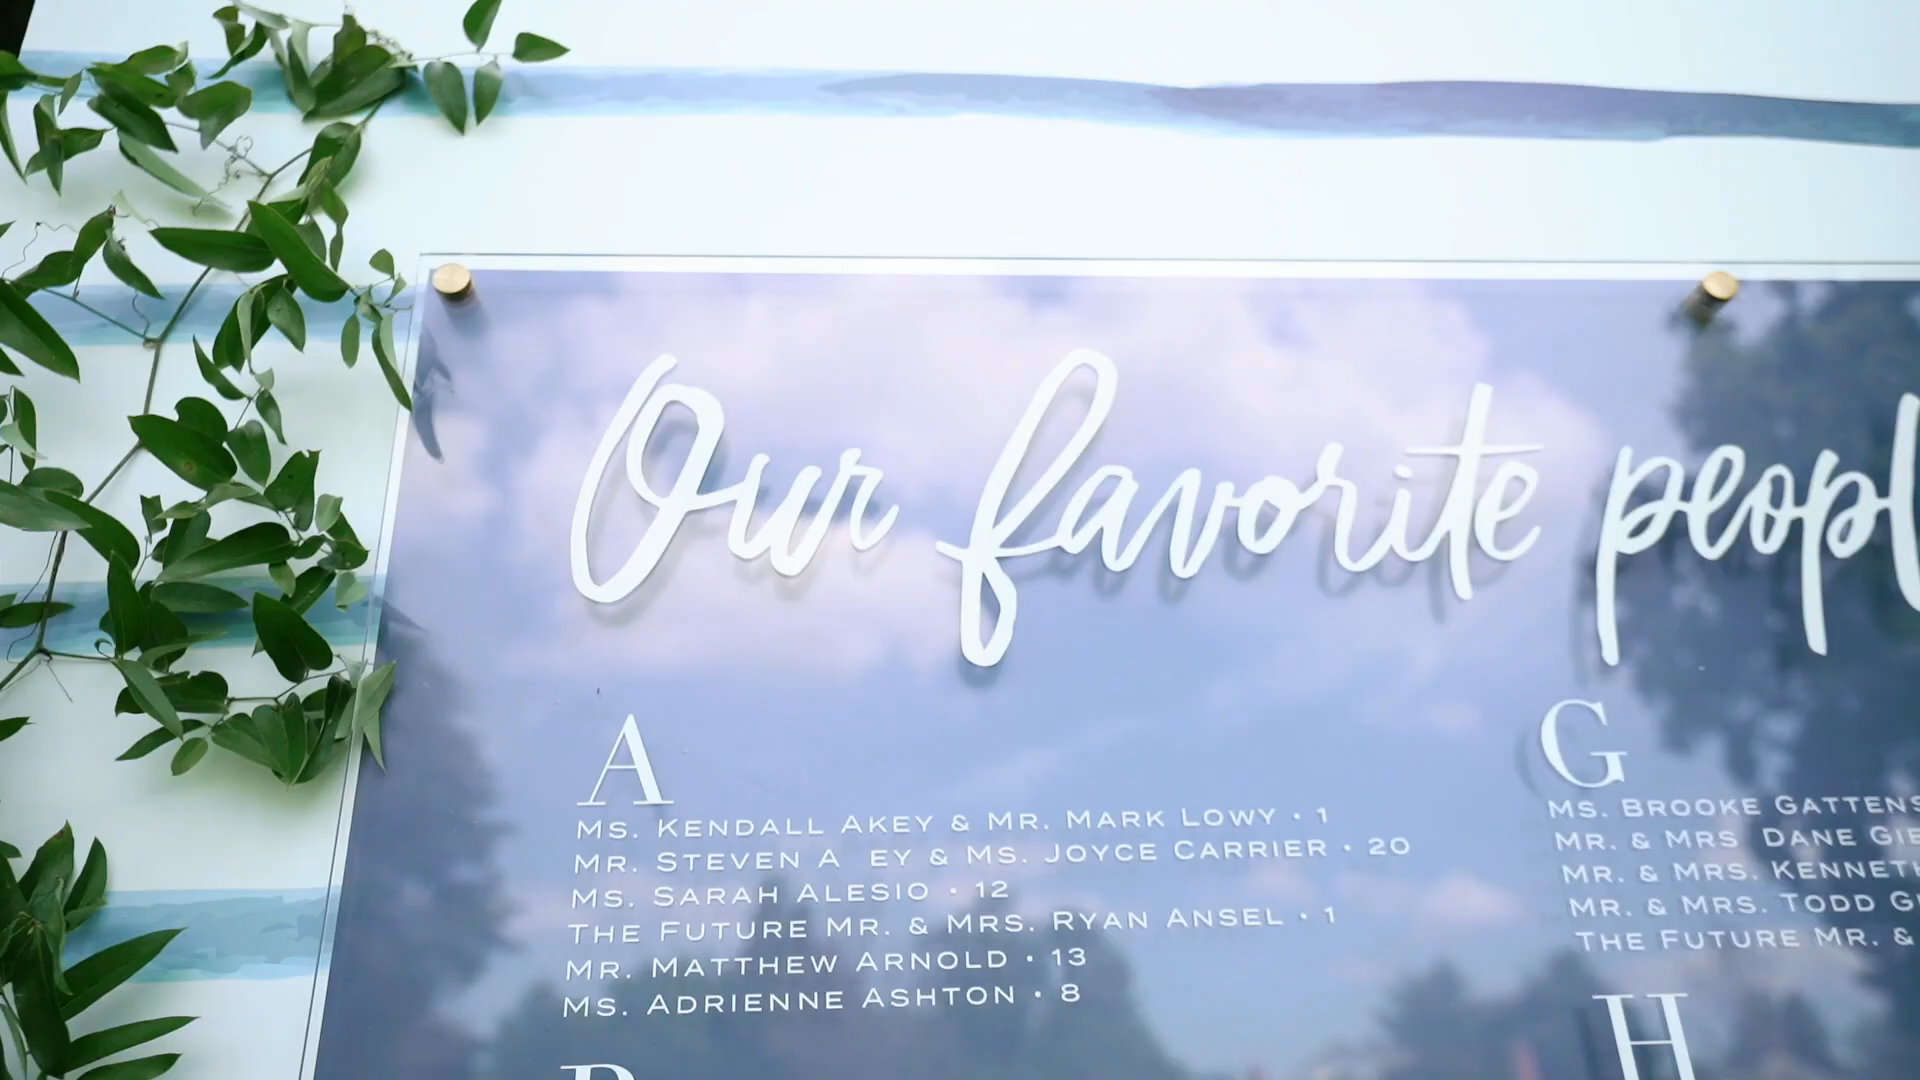 Our favorite peopl
A
MS. KENDALL AKEY & MR. MARK LOWY • 1
MR. STEVEN A EY & MS. JOYCE CARRIER • 20
MS. SARAH ALESIO • 12
THE FUTURE MR. & MRS. RYAN ANSEL • 1
MR. MATTHEW ARNOLD • 13
MS. ADRIENNE ASHTON • 8
G
MS. BROOKE GATTENS
MR. & MRS DANE GIE
MR. & MRS. KENNETH
MR. & MRS. TODD G
THE FUTURE MR. &
H